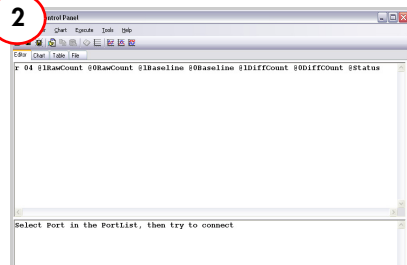 2
ntrol Panel
Chart Execute Tools Help
Editor Chart Table File
r 04 @1RawCount @0RawCount @1Baseline @0Baseline @1DiffCount @0DiffCOunt @Status
Select Port in the PortList, then try to connect